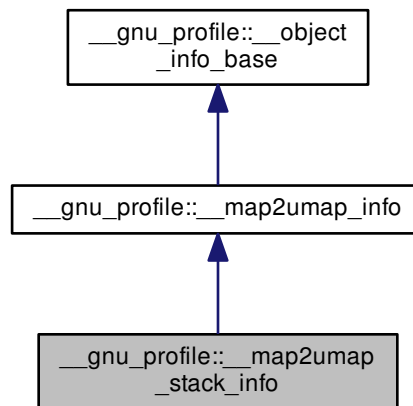 __gnu_profile::__object
_info_base
__gnu_profile::__map2umap_info
__gnu_profile::__map2umap
_stack_info